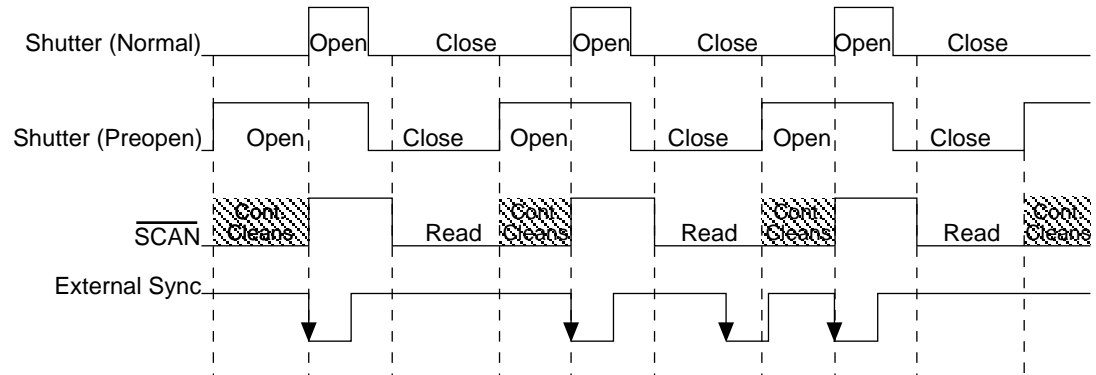 Shutter (Normal) Open Close Open Close Open Close
Shutter (Preopen) Open Close Open Close Open Close
Cont. Cont. Cont. Cont.
SCAN Cleans Read Cleans Read Cleans Read Cleans
External Sync